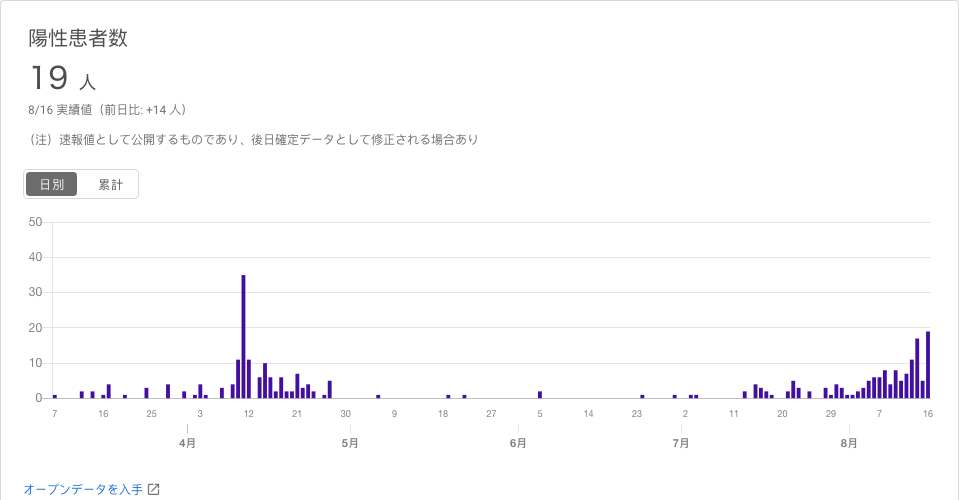 陽性患者数
19 人
8/16 実績値（前日比: +14 人）
（注）速報値として公開するものであり、後日確定データとして修正される場合あり
日別 累計
50
40
30
20
10
0
7 16 25 3 12 21 30 9 18 27 5 14 23 2 11 20 29 7 16
4月 5月 6月 7月 8月
オープンデータを入手